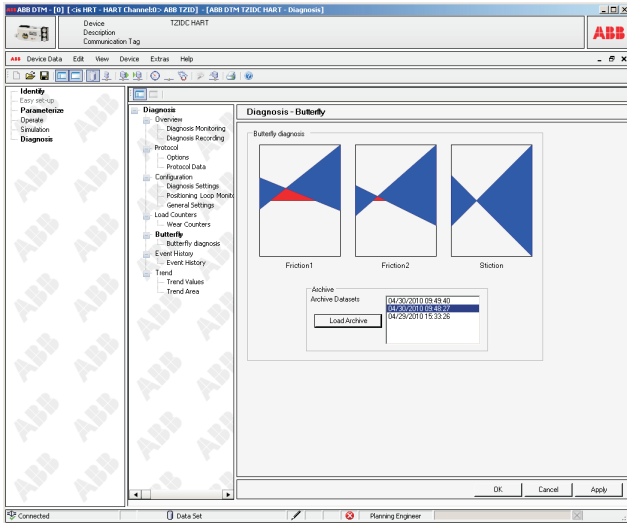 ABB DTM - [0] [<is HRT - HART Channel:0:> ABB TZID] - [ABB DTM TZIDC HART - Diagnosis]
Device TZIDC HART
Description
Communication Tag
ABB
ABB Device Data Edit View Device Extras Help
Identify
Easy set-up
Parameterize
Operate
Simulation
Diagnosis
Diagnosis
Overview
Diagnosis Monitoring
Diagnosis Recording
Protocol
Options
Protocol Data
Configuration
Diagnosis Settings
Positioning Loop Monito
General Settings
Load Counters
Wear Counters
Butterfly
Butterfly diagnosis
Event History
Event History
Trend
Trend Values
Trend Area
Diagnosis - Butterfly
Butterfly diagnosis
Friction1
Friction2
Stiction
Archive
Archive Datasets
Load Archive
04/30/2010 09:49:40
04/30/2010 09:48:27
04/29/2010 15:33:26
OK Cancel Apply
Connected
Data Set
Planning Engineer